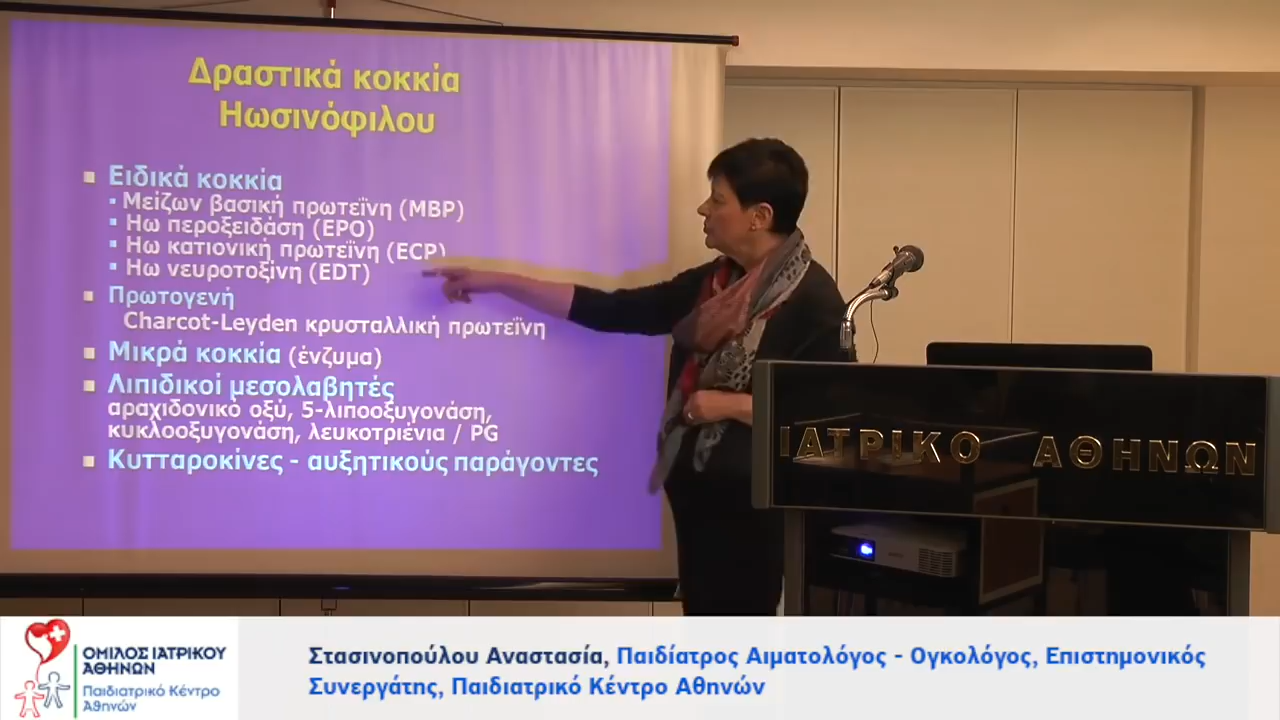 Δραστικά κοκκία
Ηωσινόφιλου
Ειδικά κοκκία
Μείζων βασική πρωτεΐνη (MBP)
Ηω περοξειδάση (EPO)
Ηω κατιονική πρωτεΐνη (ECP)
Ηω νευροτοξίνη (EDT)
Πρωτογενή
Charcot-Leyden κρυσταλλική πρωτεΐνη
Μικρά κοκκία (ένζυμα)
Λιπιδικοί μεσολαβητές
αραχιδονικό οξύ, 5-λιποοξυγονάση,
κυκλοοξυγονάση, λευκοτριένια / PG
Κυτταροκίνες - αυξητικούς παράγοντες
ΙΑΤΡΙΚΟ ΑΘΗΝΩΝ
ΟΜΙΛΟΣ ΙΑΤΡΙΚΟΥ
ΑΘΗΝΩΝ
Παιδιατρικό Κέντρο
Αθηνών
Στασινοπούλου Αναστασία, Παιδίατρος Αιματολόγος - Ογκολόγος, Επιστημονικός
Συνεργάτης, Παιδιατρικό Κέντρο Αθηνών